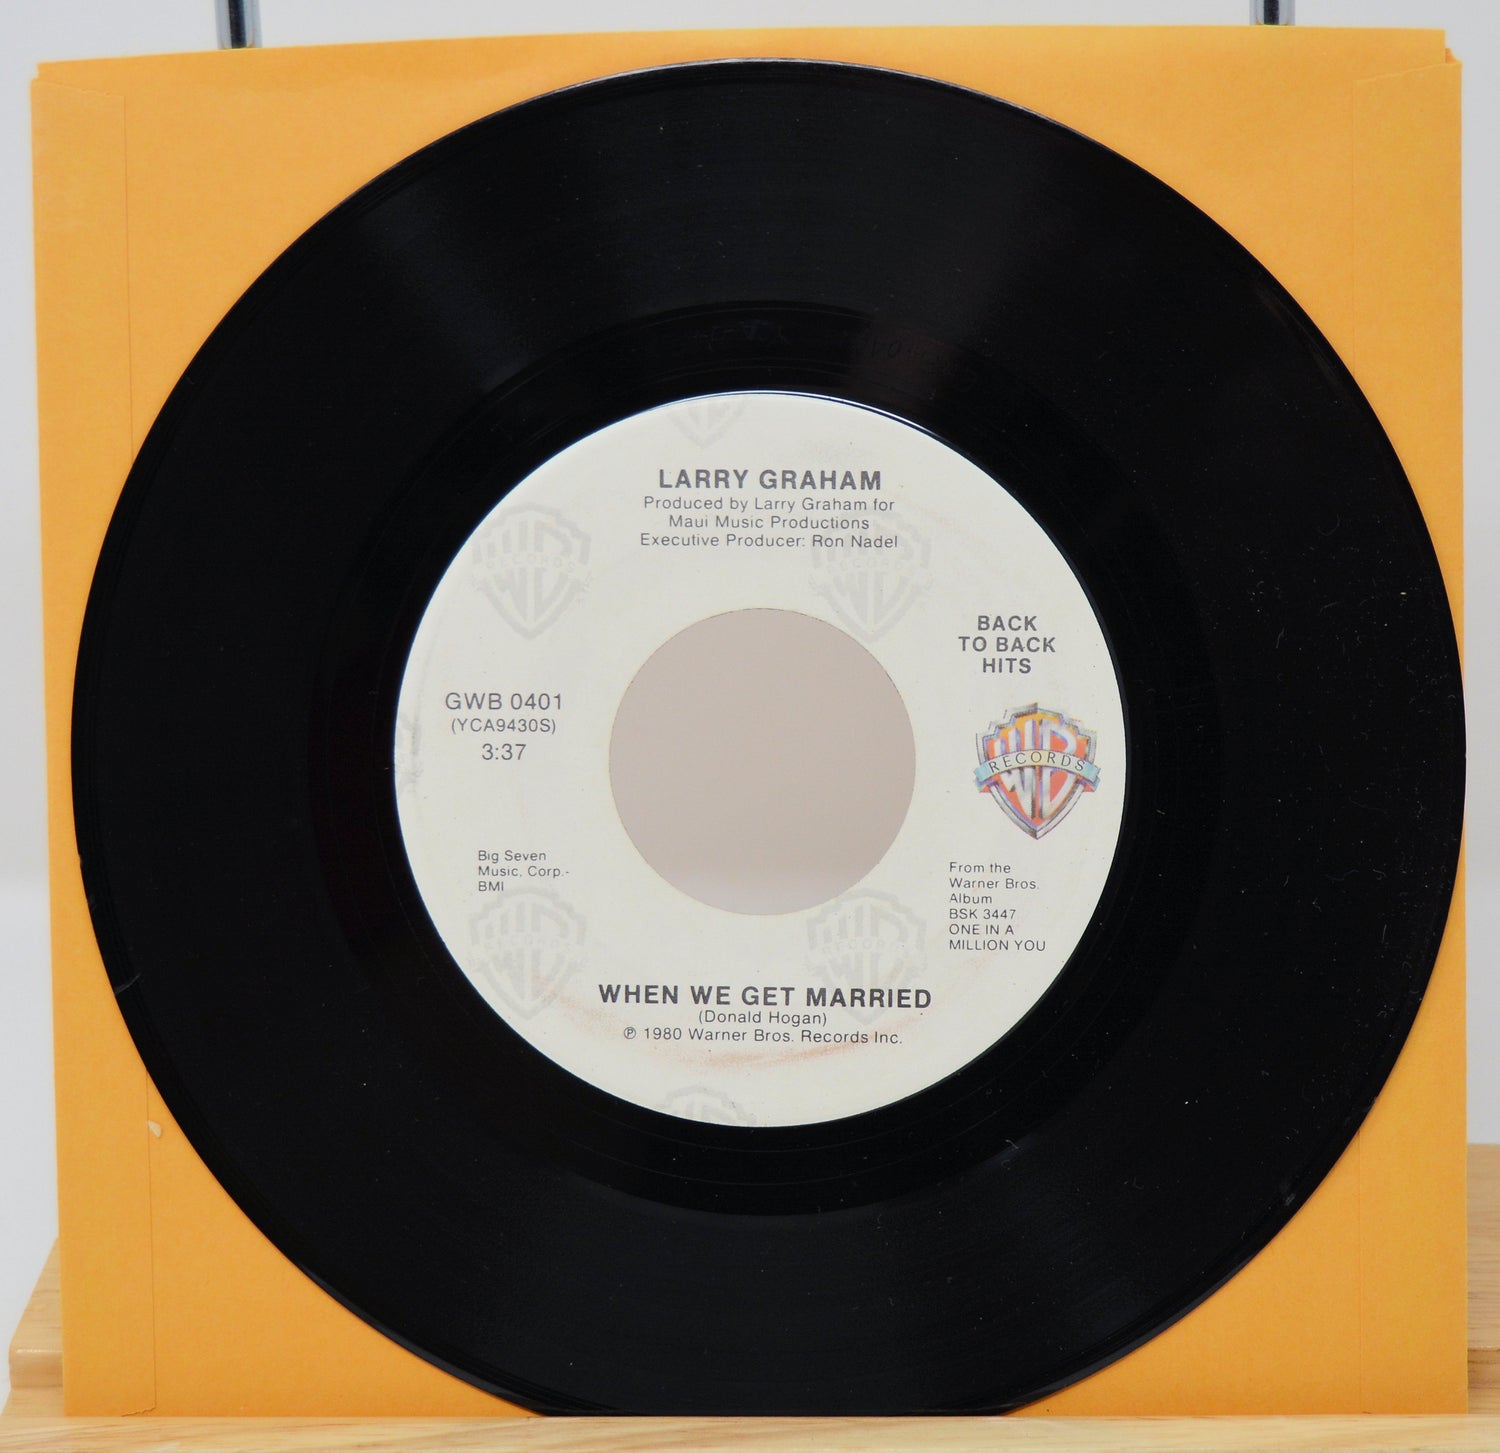 LARRY GRAHAM
Produced by Larry Graham for
Maui Music Productions
Executive Producer: Ron Nadel
BACK
TO BACK
HITS
GWB 0401
(YCA9430S)
3:37
RECORDS
Big Seven
Music, Corp.-
BMI
From the
Warner Bros.
Album
BSK 3447
ONE IN A
MILLION YOU
WHEN WE GET MARRIED
(Donald Hogan)
℗ 1980 Warner Bros. Records Inc.